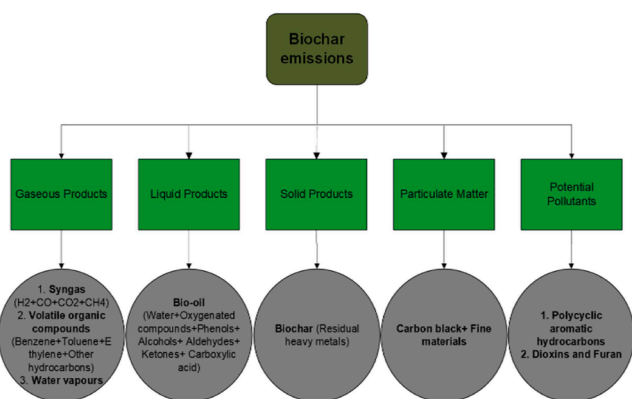 Biochar
emissions
Gaseous Products
Liquid Products
Solid Products
Particulate Matter
Potential
Pollutants
1. Syngas
(H2+CO+CO2+CH4)
2. Volatile organic
compounds
(Benzene+Toluene+E
thylene+Other
hydrocarbons)
3. Water vapours
Bio-oil
(Water+Oxygenated
compounds+Phenols+
Alcohols+ Aldehydes+
Ketones+ Carboxylic
acid)
Biochar (Residual
heavy metals)
Carbon black+ Fine
materials
1. Polycyclic
aromatic
hydrocarbons
2. Dioxins and Furan